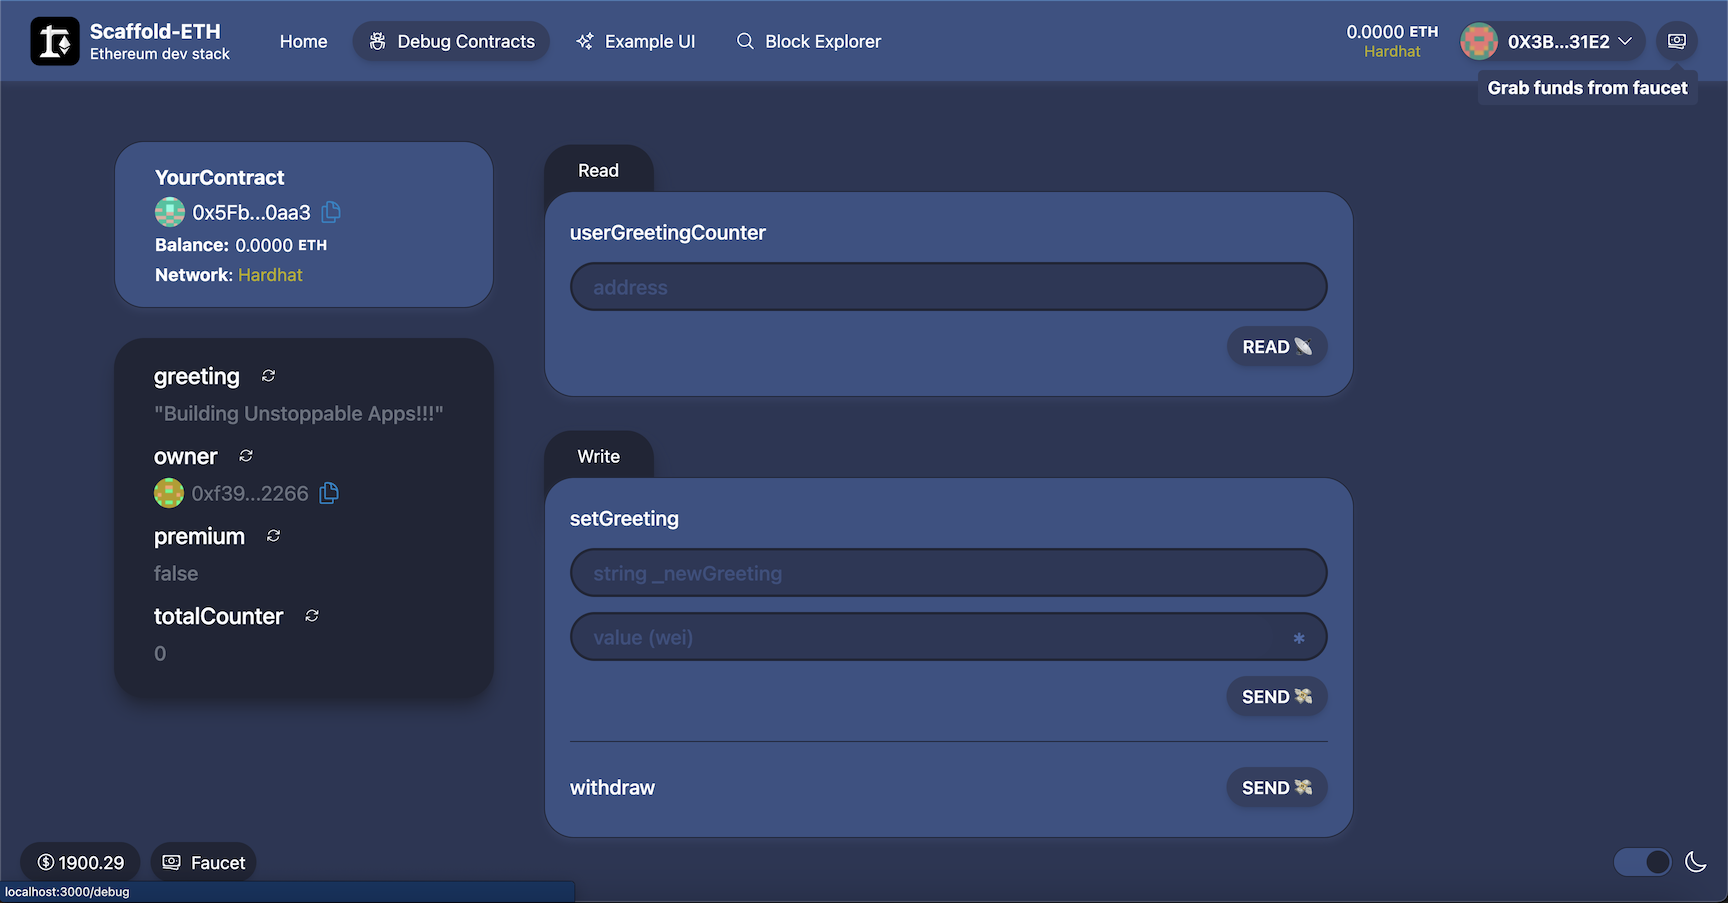 Scaffold-ETH
Ethereum dev stack
Home
Debug Contracts
Example UI
Block Explorer
0.0000 ETH
Hardhat
0X3B...31E2
Grab funds from faucet
YourContract
0x5Fb...0aa3
Balance: 0.0000 ETH
Network: Hardhat
greeting
"Building Unstoppable Apps!!!"
owner
0xf39...2266
premium
false
totalCounter
0
Read
userGreetingCounter
address
READ
Write
setGreeting
string _newGreeting
value (wei)
*
SEND
withdraw
SEND
1900.29
Faucet
localhost:3000/debug